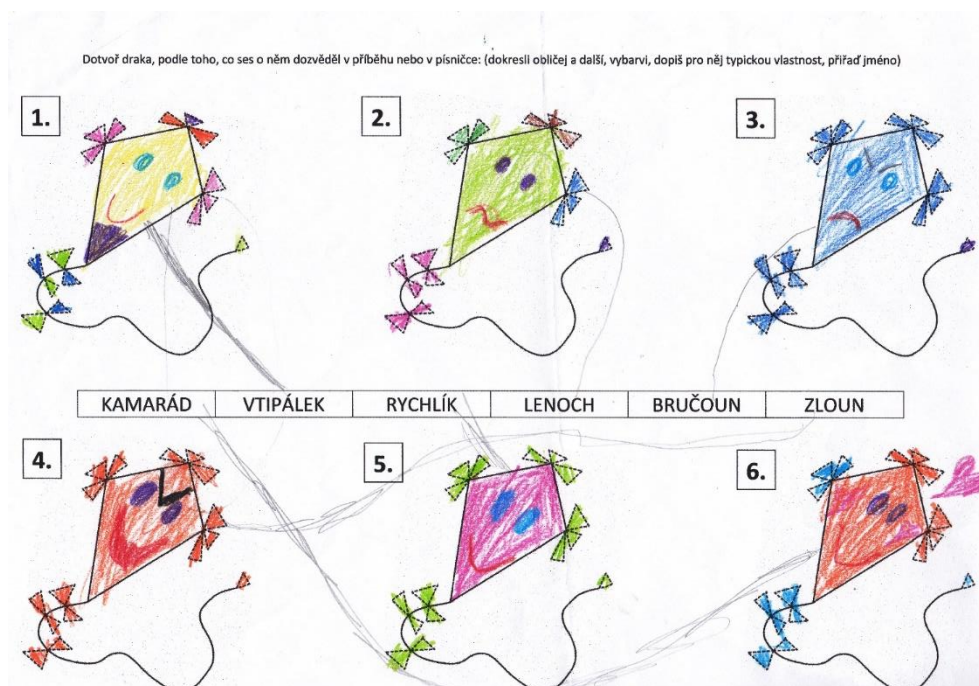 Dotvoř draka, podle toho, co ses o něm dozvěděl v příběhu nebo v písničce: (dokresli obličej a další, vybarvi, dopiš pro něj typickou vlastnost, přiřaď jméno)
1. 2. 3.
KAMARÁD VTIPÁLEK RYCHLÍK LENOCH BRUČOUN ZLOUN
4. 5. 6.